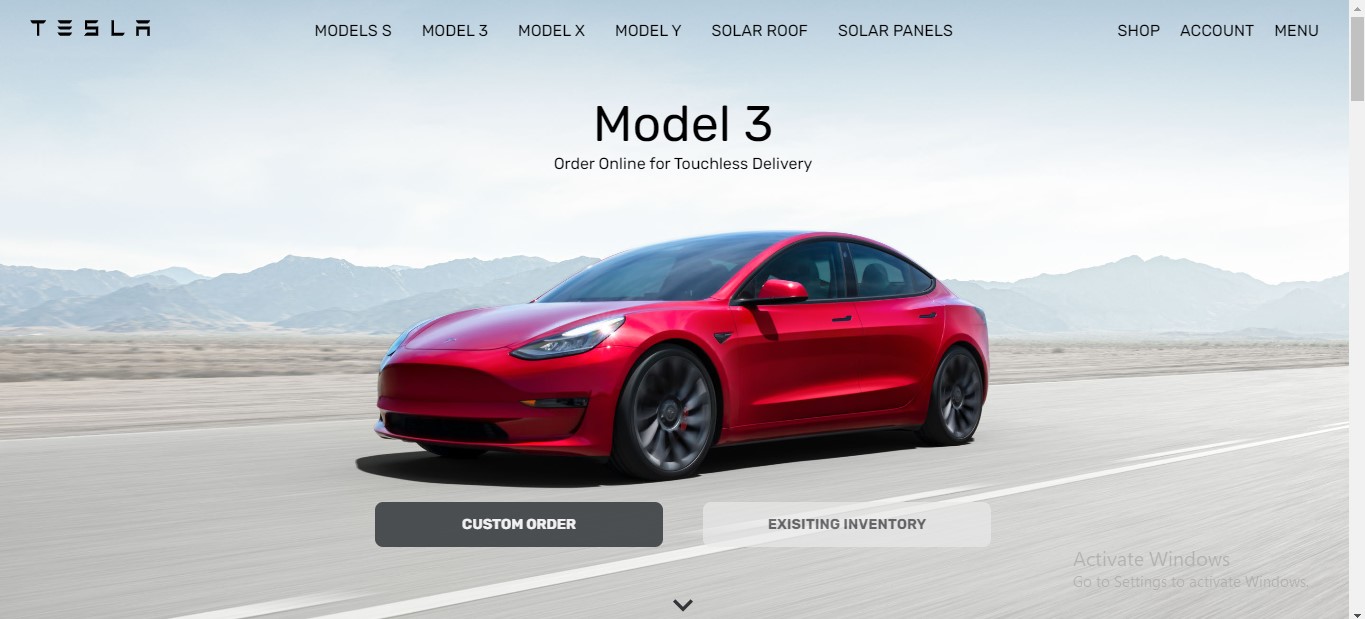 TESLA
MODELS S MODEL 3 MODEL X MODEL Y SOLAR ROOF SOLAR PANELS SHOP ACCOUNT MENU
Model 3
Order Online for Touchless Delivery
CUSTOM ORDER EXISITING INVENTORY
Activate Windows
Go to Settings to activate Windows.